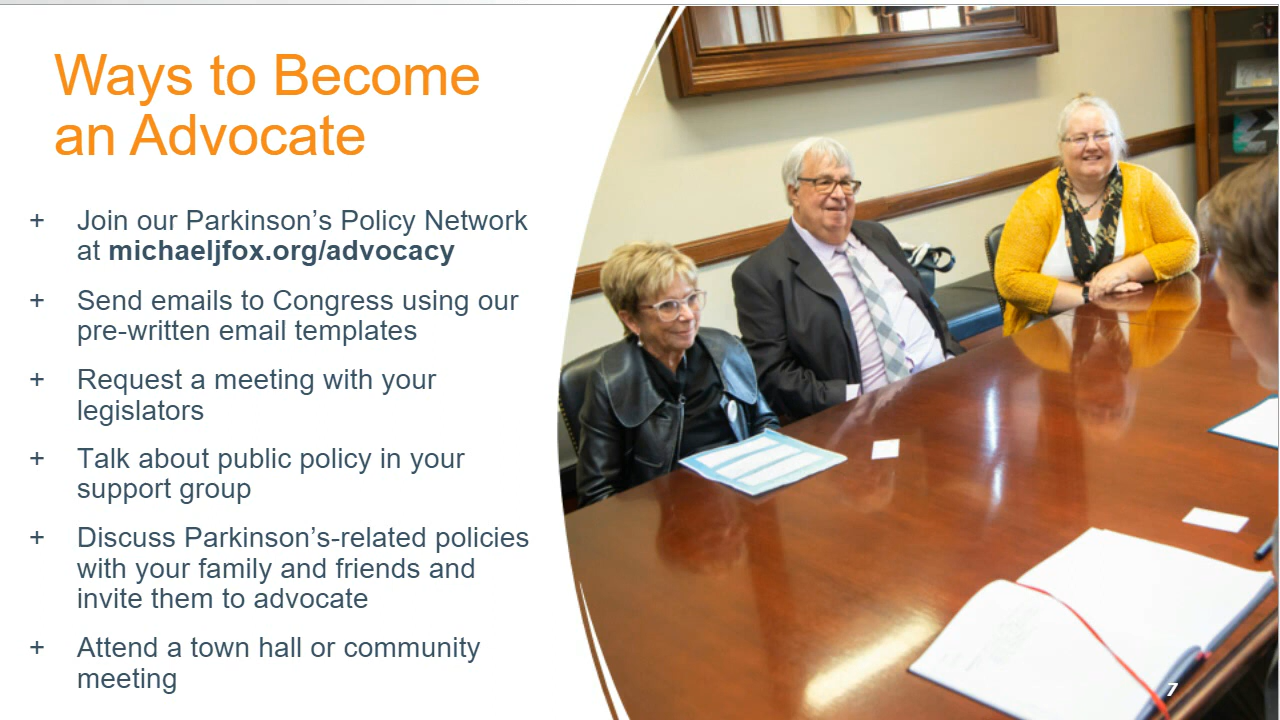 Ways to Become
an Advocate
+ Join our Parkinson’s Policy Network
at michaeljfox.org/advocacy
+ Send emails to Congress using our
pre-written email templates
+ Request a meeting with your
legislators
+ Talk about public policy in your
support group
+ Discuss Parkinson’s-related policies
with your family and friends and
invite them to advocate
+ Attend a town hall or community
meeting
7